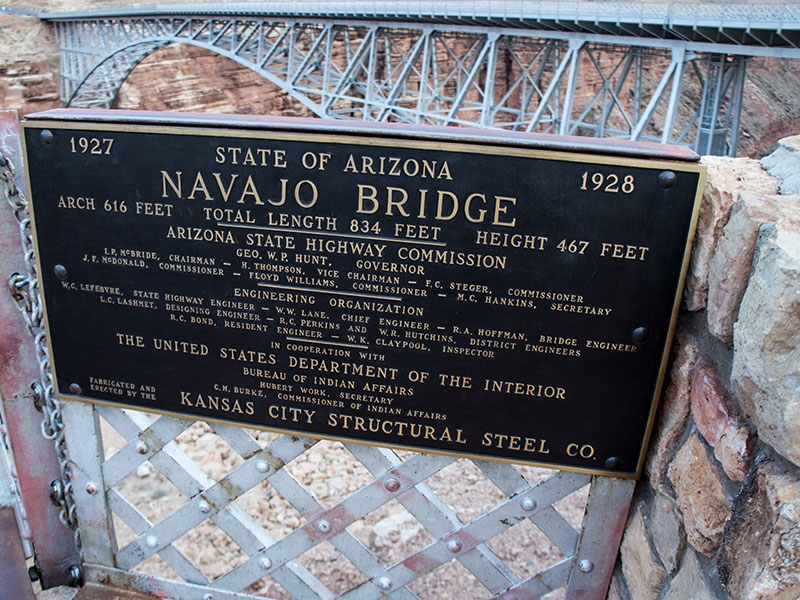 1927
STATE OF ARIZONA
1928
NAVAJO BRIDGE
ARCH 616 FEET TOTAL LENGTH 834 FEET HEIGHT 467 FEET
ARIZONA STATE HIGHWAY COMMISSION
GEO. W. P. HUNT, GOVERNOR
I.P. MCBRIDE, CHAIRMAN – H. THOMPSON, VICE CHAIRMAN – F.C. STEGER, COMMISSIONER
J. F. MCDONALD, COMMISSIONER – FLOYD WILLIAMS, COMMISSIONER – M.C. HANKINS, SECRETARY
ENGINEERING ORGANIZATION
W.C. LEFEBVRE, STATE HIGHWAY ENGINEER – W.W. LANE, CHIEF ENGINEER – R.A. HOFFMAN, BRIDGE ENGINEER
L.C. LASHMET, DESIGNING ENGINEER – R.C. PERKINS AND W.R. HUTCHINS, DISTRICT ENGINEERS
R.C. BOND, RESIDENT ENGINEER – W.K. CLAYPOOL, INSPECTOR
IN COOPERATION WITH
THE UNITED STATES DEPARTMENT OF THE INTERIOR
BUREAU OF INDIAN AFFAIRS
HUBERT WORK, SECRETARY
C.H. BURKE, COMMISSIONER OF INDIAN AFFAIRS
FABRICATED AND
ERECTED BY THE
KANSAS CITY STRUCTURAL STEEL CO.